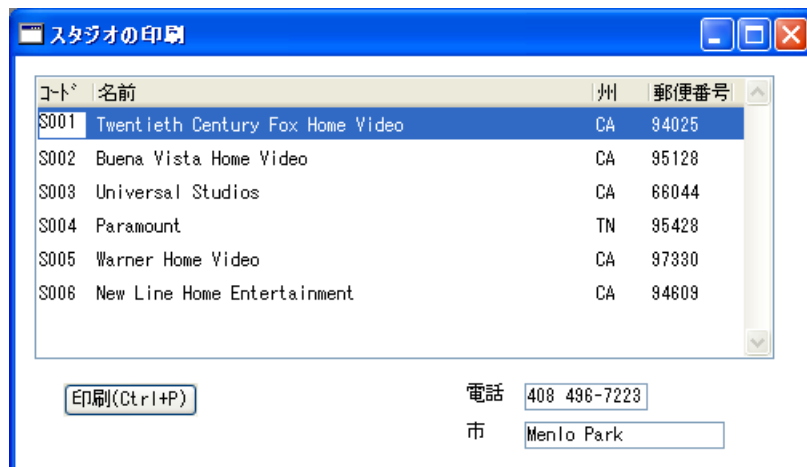 スタジオの印刷
ｺｰﾄﾞ 名前 州 郵便番号
S001 Twentieth Century Fox Home Video CA 94025
S002 Buena Vista Home Video CA 95128
S003 Universal Studios CA 66044
S004 Paramount TN 95428
S005 Warner Home Video CA 97330
S006 New Line Home Entertainment CA 94609
印刷(Ctrl+P) 電話 408 496-7223
市 Menlo Park